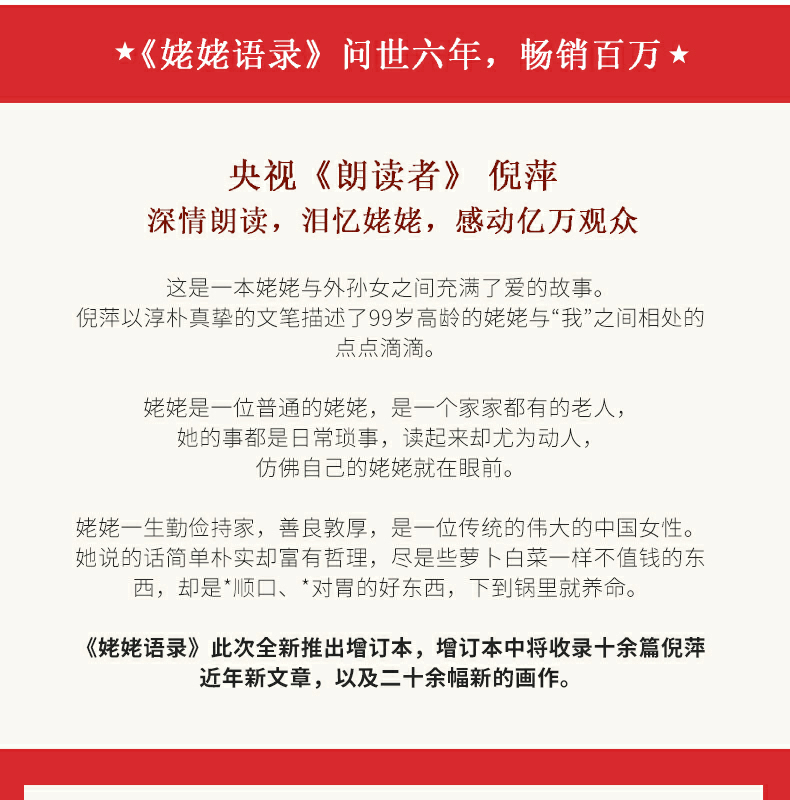 ★《姥姥语录》问世六年，畅销百万★
央视《朗读者》 倪萍
深情朗读，泪忆姥姥，感动亿万观众
这是一本姥姥与外孙女之间充满了爱的故事。
倪萍以淳朴真挚的文笔描述了99岁高龄的姥姥与“我”之间相处的
点点滴滴。
姥姥是一位普通的姥姥，是一个家家都有的老人，
她的事都是日常琐事，读起来却尤为动人，
仿佛自己的姥姥就在眼前。
姥姥一生勤俭持家，善良敦厚，是一位传统的伟大的中国女性。
她说的话简单朴实却富有哲理，尽是些萝卜白菜一样不值钱的东
西，却是*顺口、*对胃的好东西，下到锅里就养命。
《姥姥语录》此次全新推出增订本，增订本中将收录十余篇倪萍
近年新文章，以及二十余幅新的画作。